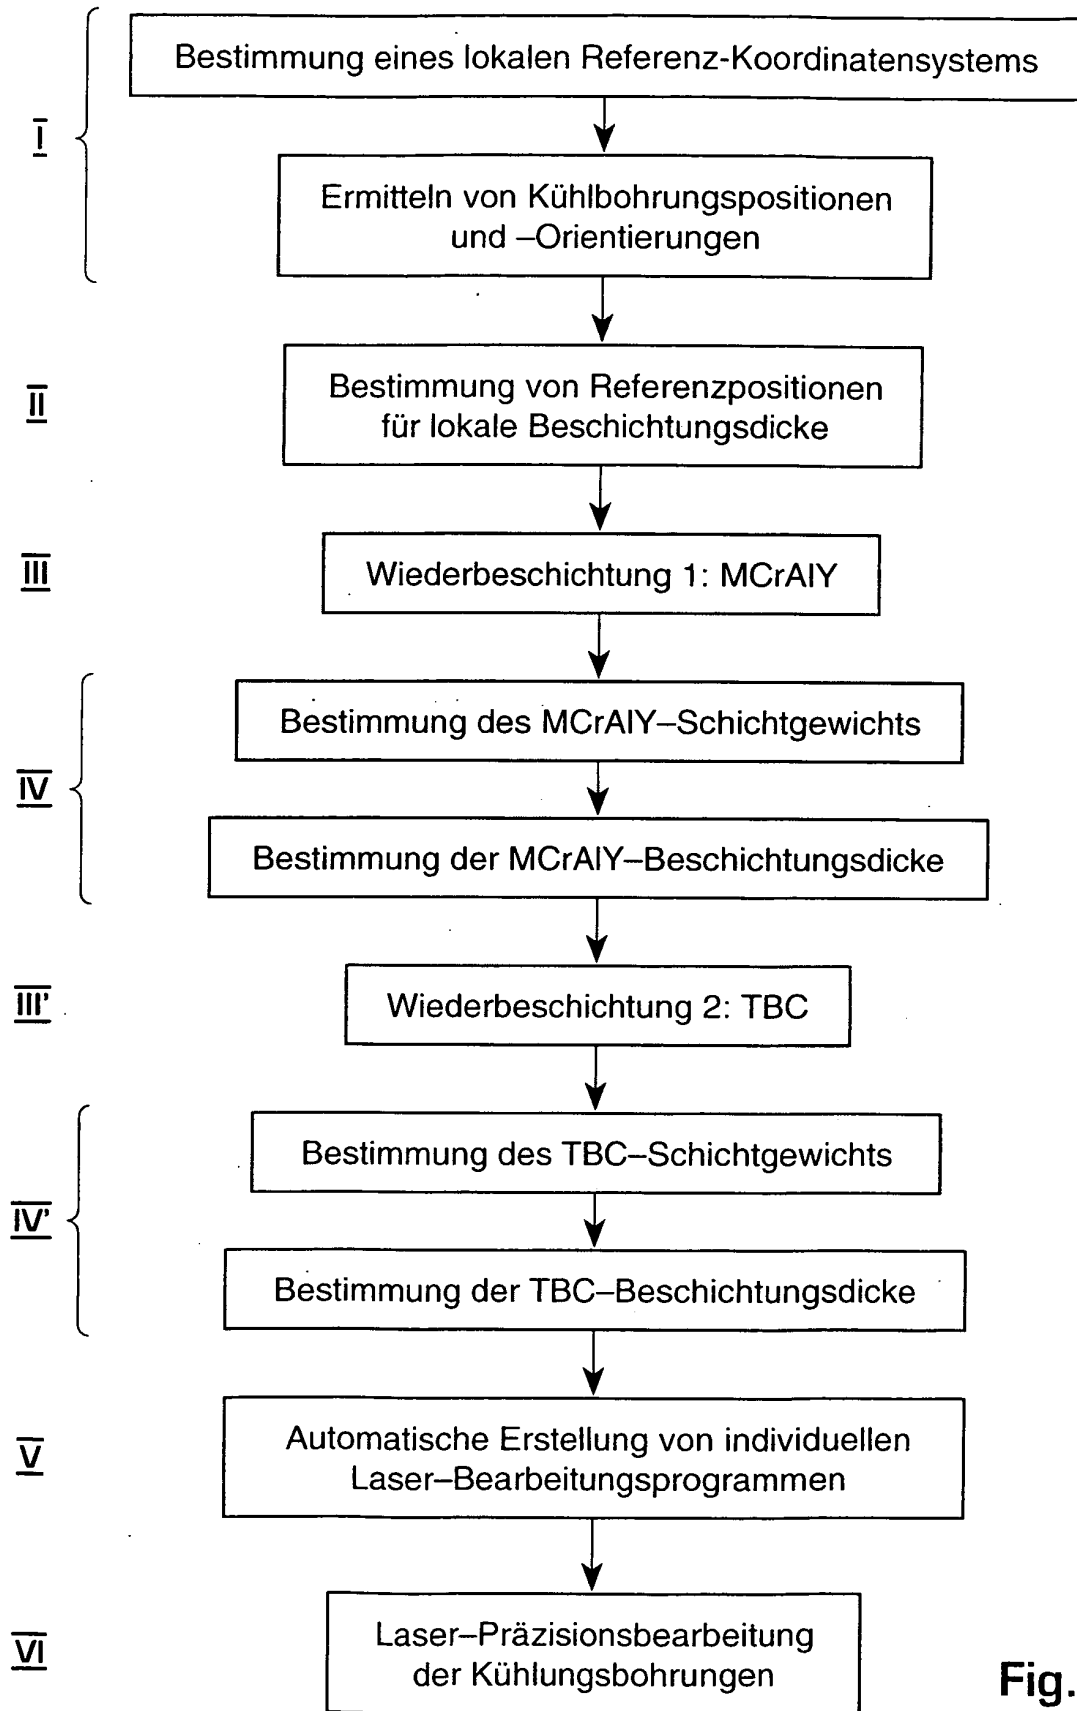 Bestimmung eines lokalen Referenz-Koordinatensystems
I
Ermitteln von Kühlbohrungspositionen
und –Orientierungen
II
Bestimmung von Referenzpositionen
für lokale Beschichtungsdicke
III
Wiederbeschichtung 1: MCrAlY
Bestimmung des MCrAlY–Schichtgewichts
IV
Bestimmung der MCrAlY–Beschichtungsdicke
III'
Wiederbeschichtung 2: TBC
Bestimmung des TBC–Schichtgewichts
IV'
Bestimmung der TBC–Beschichtungsdicke
V
Automatische Erstellung von individuellen
Laser–Bearbeitungsprogrammen
VI
Laser–Präzisionsbearbeitung
der Kühlungsbohrungen
Fig.